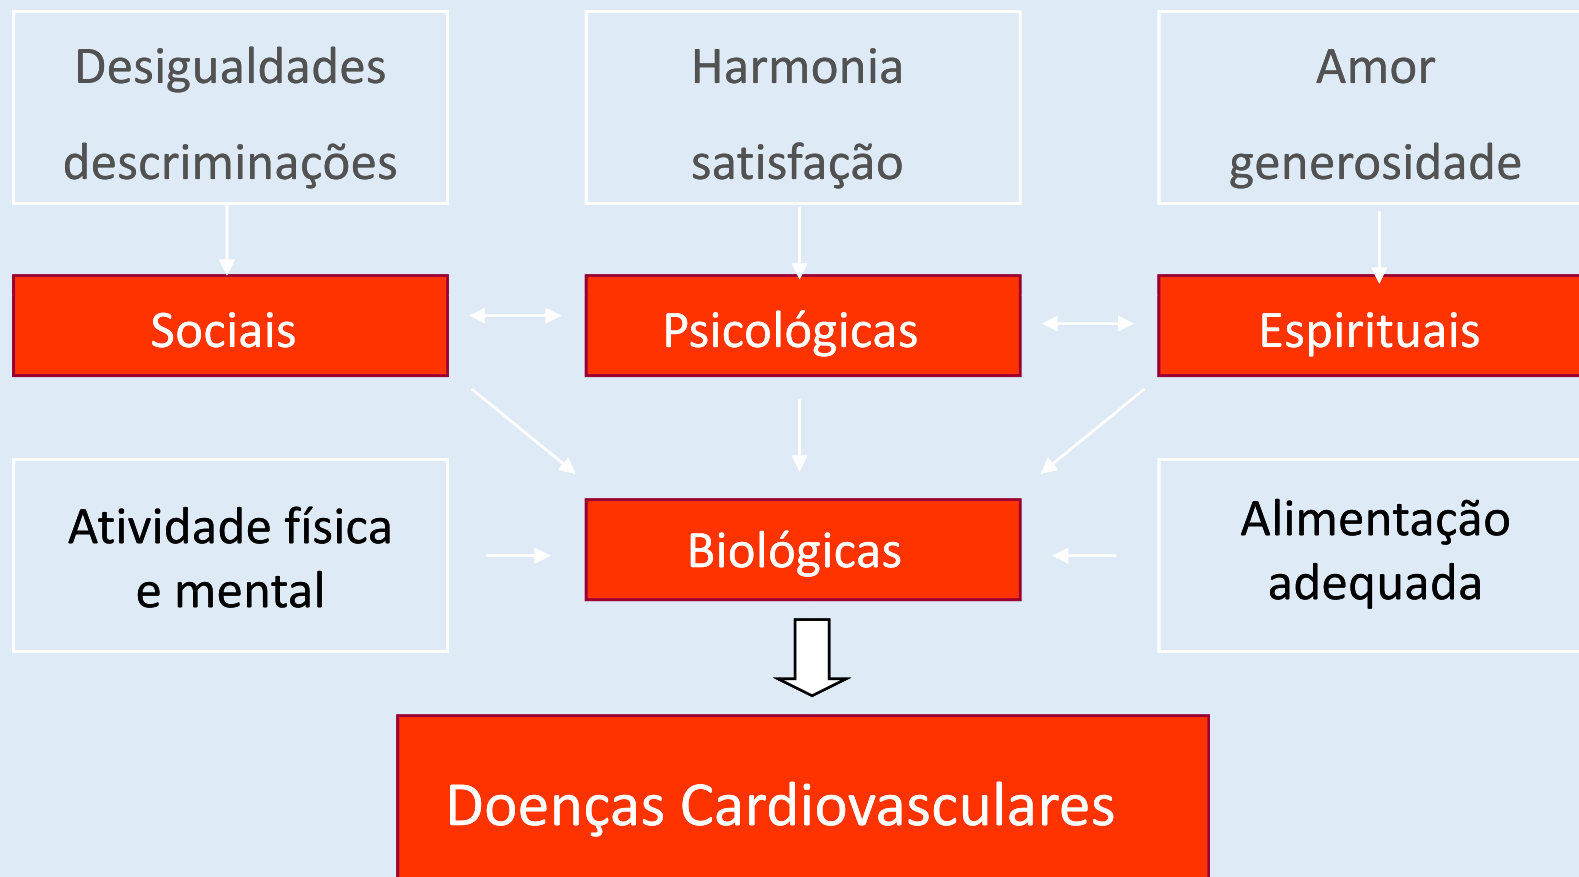 Desigualdades
descriminações
Harmonia
satisfação
Amor
generosidade
Sociais
Psicológicas
Espirituais
Atividade física
e mental
Biológicas
Alimentação
adequada
Doenças Cardiovasculares